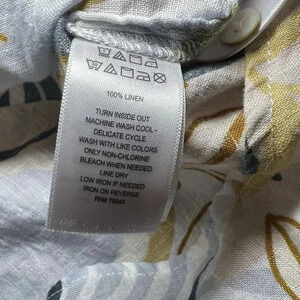 100% LINEN
TURN INSIDE OUT
MACHINE WASH COOL -
DELICATE CYCLE
WASH WITH LIKE COLORS
ONLY NON-CHLORINE
BLEACH WHEN NEEDED
LINE DRY
LOW IRON IF NEEDED
IRON ON REVERSE
RN# 75343